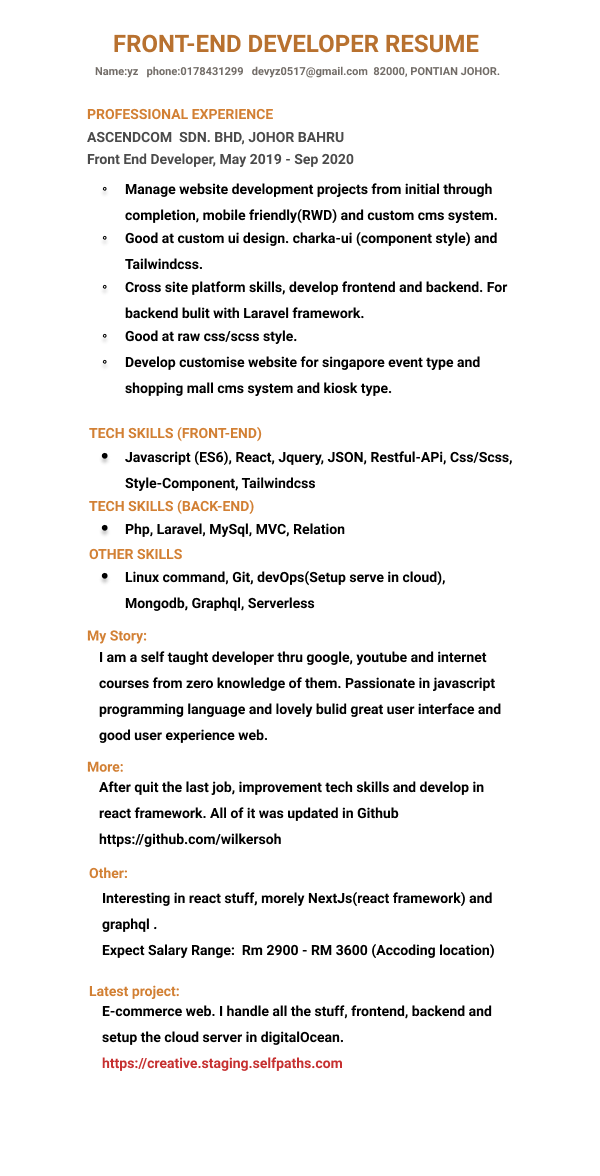 FRONT-END DEVELOPER RESUME
Name:yz phone:0178431299 devyz0517@gmail.com 82000, PONTIAN JOHOR.
PROFESSIONAL EXPERIENCE
ASCENDCOM SDN. BHD, JOHOR BAHRU
Front End Developer, May 2019 - Sep 2020
Manage website development projects from initial through
completion, mobile friendly(RWD) and custom cms system.
Good at custom ui design. charka-ui (component style) and
Tailwindcss.
Cross site platform skills, develop frontend and backend. For
backend bulit with Laravel framework.
Good at raw css/scss style.
Develop customise website for singapore event type and
shopping mall cms system and kiosk type.
TECH SKILLS (FRONT-END)
Javascript (ES6), React, Jquery, JSON, Restful-APi, Css/Scss,
Style-Component, Tailwindcss
TECH SKILLS (BACK-END)
Php, Laravel, MySql, MVC, Relation
OTHER SKILLS
Linux command, Git, devOps(Setup serve in cloud),
Mongodb, Graphql, Serverless
My Story:
I am a self taught developer thru google, youtube and internet
courses from zero knowledge of them. Passionate in javascript
programming language and lovely bulid great user interface and
good user experience web.
More:
After quit the last job, improvement tech skills and develop in
react framework. All of it was updated in Github
https://github.com/wilkersoh
Other:
Interesting in react stuff, morely NextJs(react framework) and
graphql .
Expect Salary Range: Rm 2900 - RM 3600 (Accoding location)
Latest project:
E-commerce web. I handle all the stuff, frontend, backend and
setup the cloud server in digitalOcean.
https://creative.staging.selfpaths.com